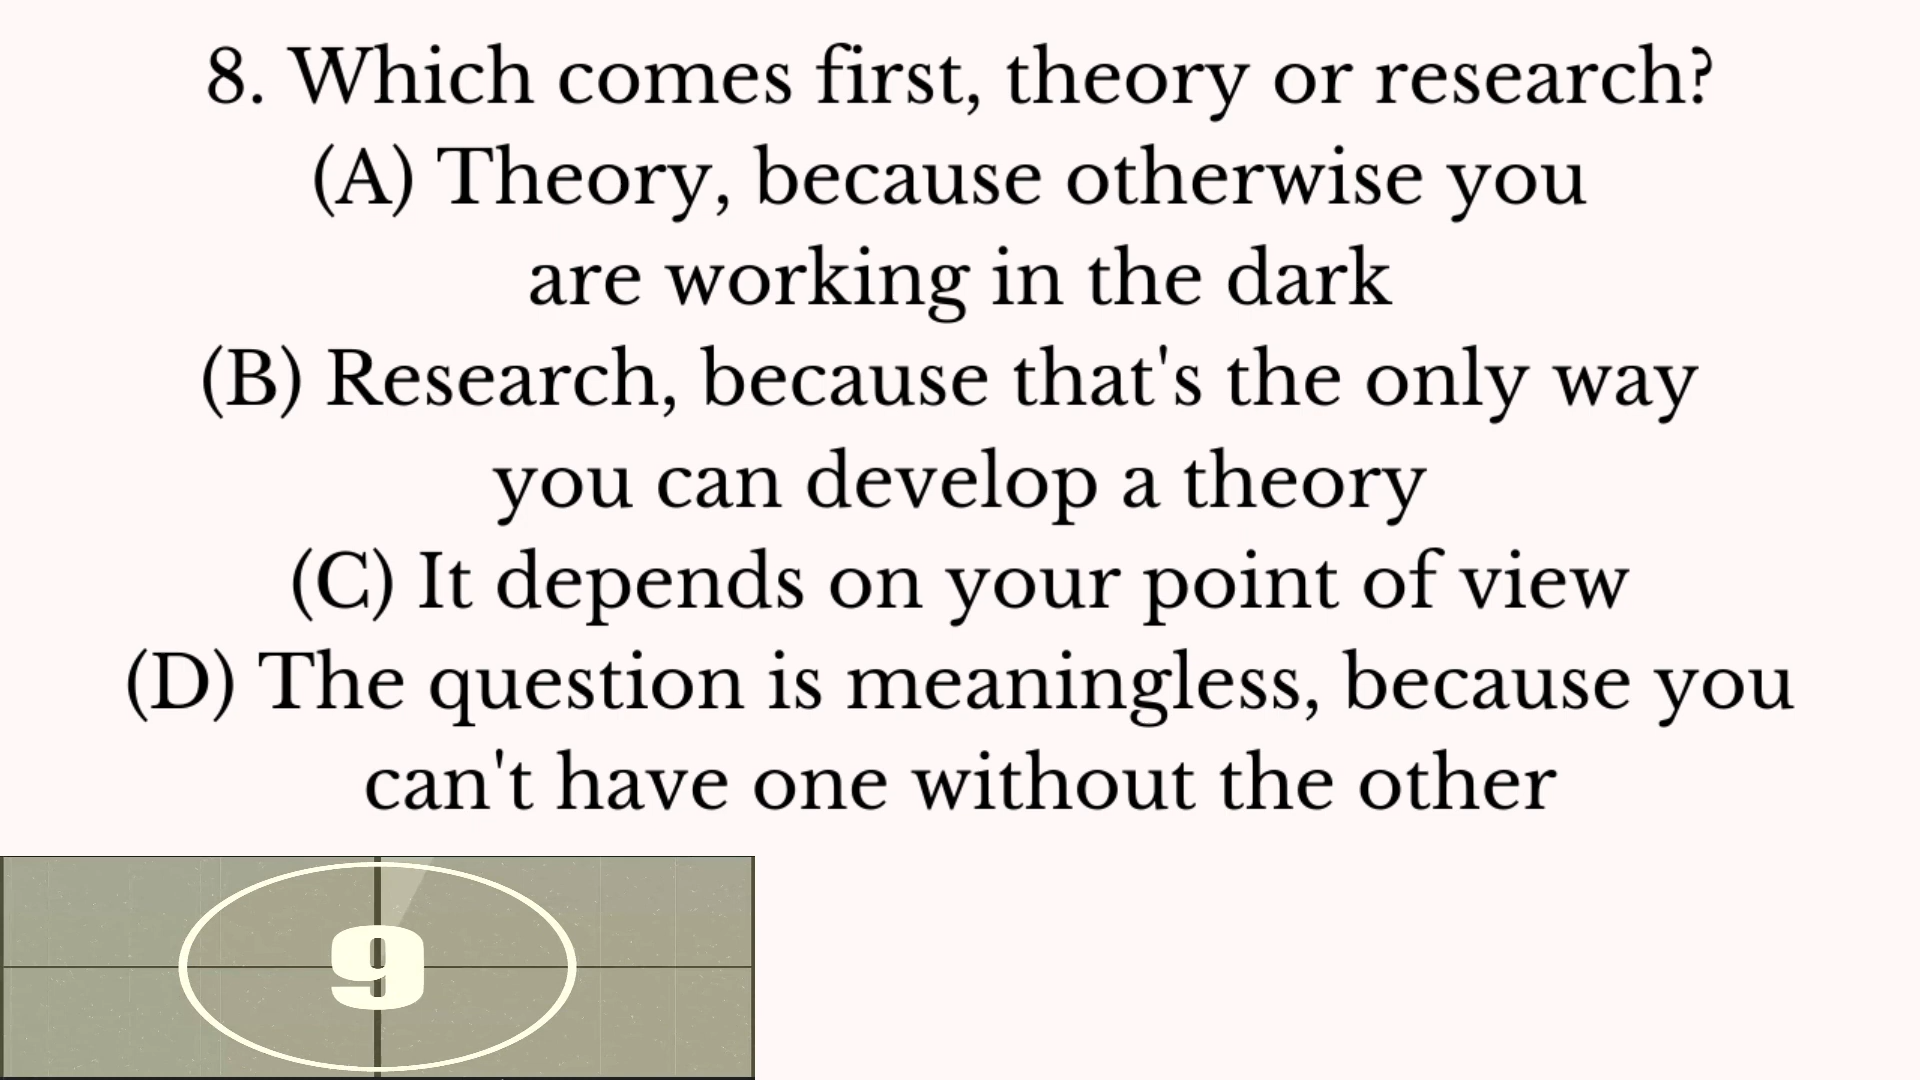 8. Which comes first, theory or research?
(A) Theory, because otherwise you
are working in the dark
(B) Research, because that's the only way
you can develop a theory
(C) It depends on your point of view
(D) The question is meaningless, because you
can't have one without the other
9